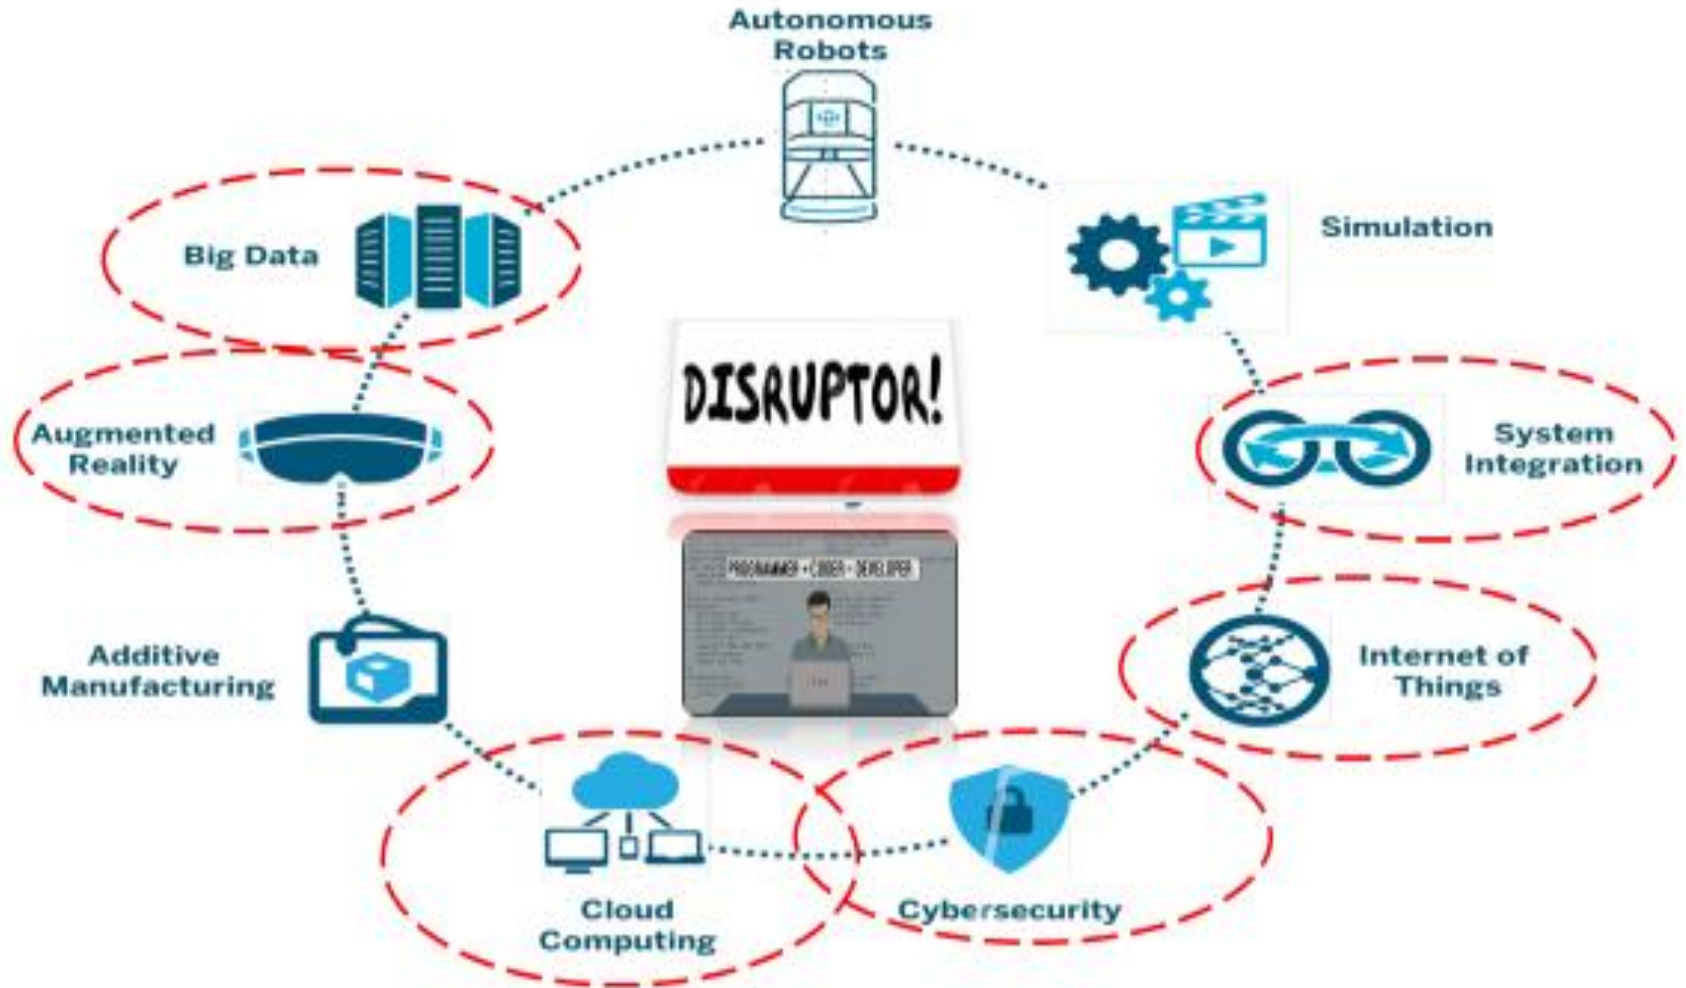 Autonomous
Robots
Simulation
Big Data
DISRUPTOR!
Augmented
Reality
System
Integration
PROGRAMMER • CODER • DEVELOPER
Additive
Manufacturing
Internet of
Things
Cloud
Computing
Cybersecurity